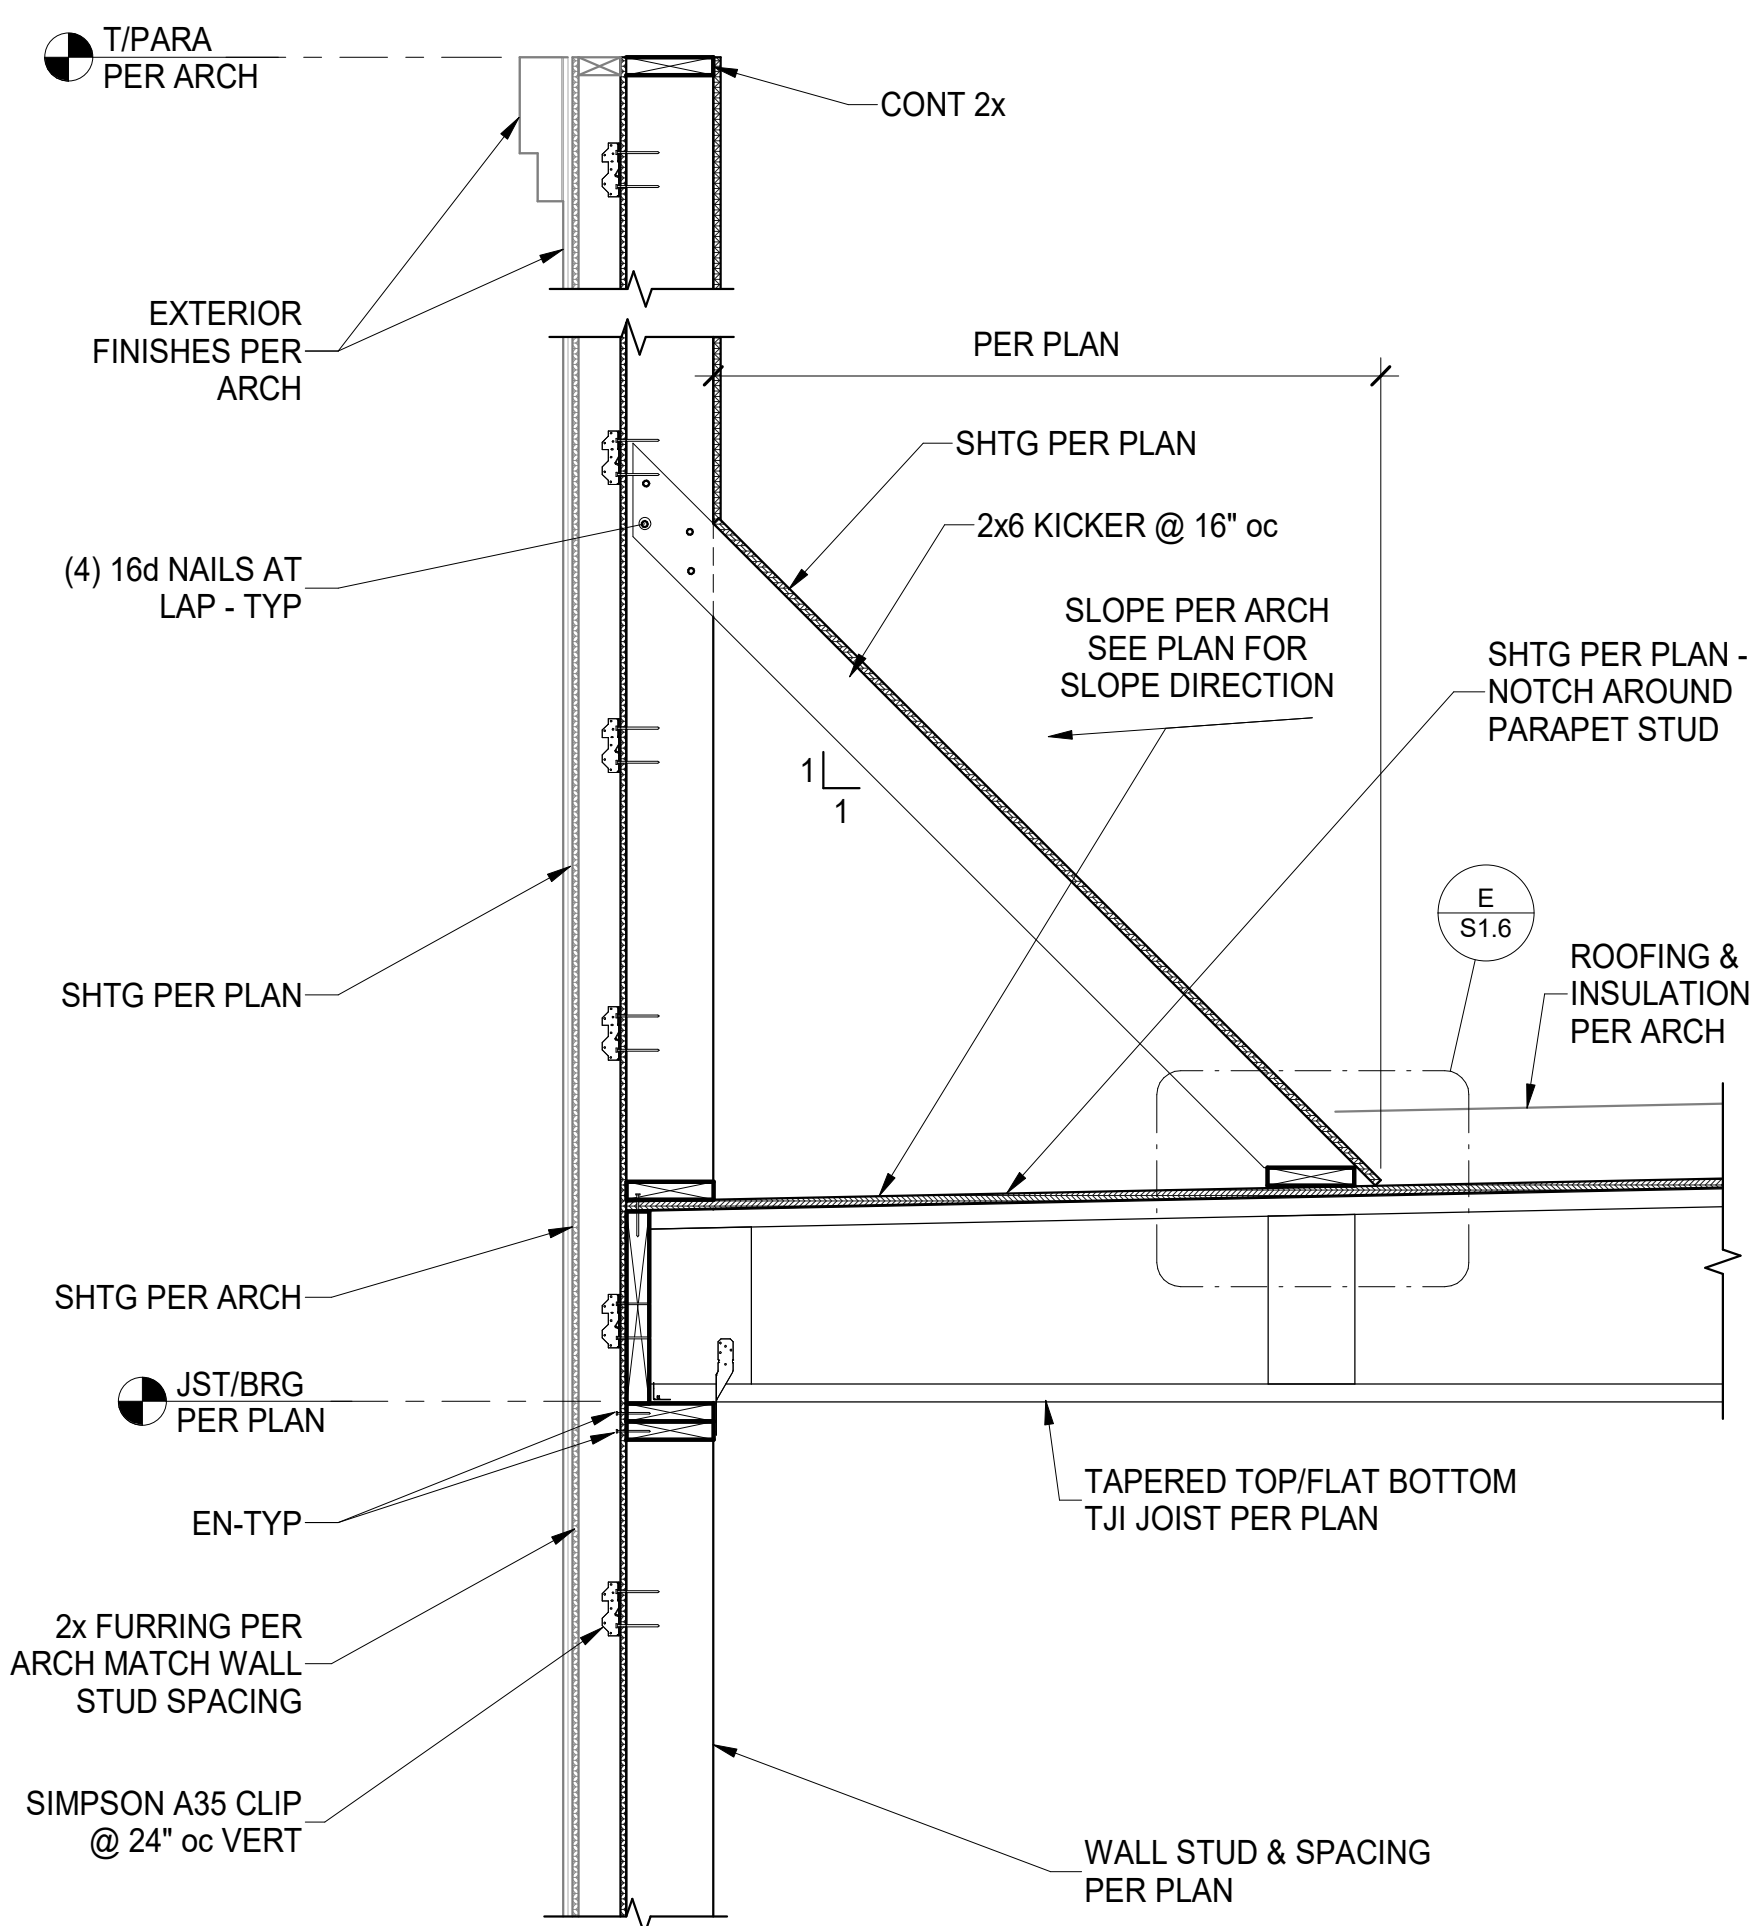 T/PARA
PER ARCH
CONT 2x
EXTERIOR
FINISHES PER
ARCH
PER PLAN
SHTG PER PLAN
2x6 KICKER @ 16" oc
(4) 16d NAILS AT
LAP - TYP
SLOPE PER ARCH
SEE PLAN FOR
SLOPE DIRECTION
SHTG PER PLAN -
NOTCH AROUND
PARAPET STUD
1
1
E
S1.6
ROOFING &
INSULATION
PER ARCH
SHTG PER PLAN
SHTG PER ARCH
JST/BRG
PER PLAN
EN-TYP
TAPERED TOP/FLAT BOTTOM
TJI JOIST PER PLAN
2x FURRING PER
ARCH MATCH WALL
STUD SPACING
SIMPSON A35 CLIP
@ 24" oc VERT
WALL STUD & SPACING
PER PLAN